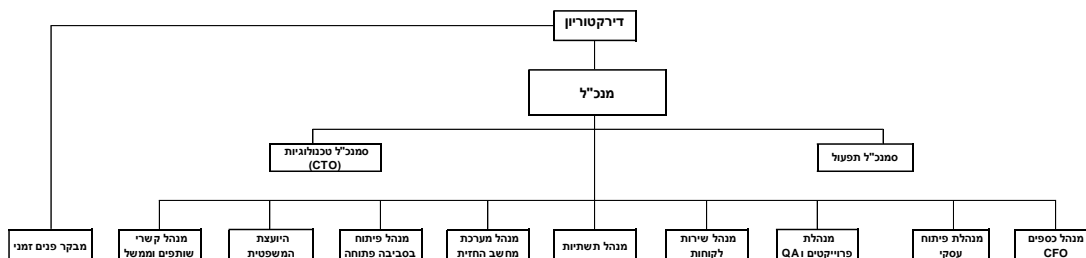 דירקטוריון
מנכ"ל
סמנכ"ל תפעול
סמנכ"ל טכנולוגיות
(CTO)
מנהל כספים
CFO
מנהלת פיתוח
עסקי
מנהלת
פרוייקטים וQA
מנהל שירות
לקוחות
מנהל תשתיות
מנהל מערכת
מחשב החזית
מנהל פיתוח
בסביבה פתוחה
היועצת
המשפטית
מנהל קשרי
שותפים וממשל
מבקר פנים זמני